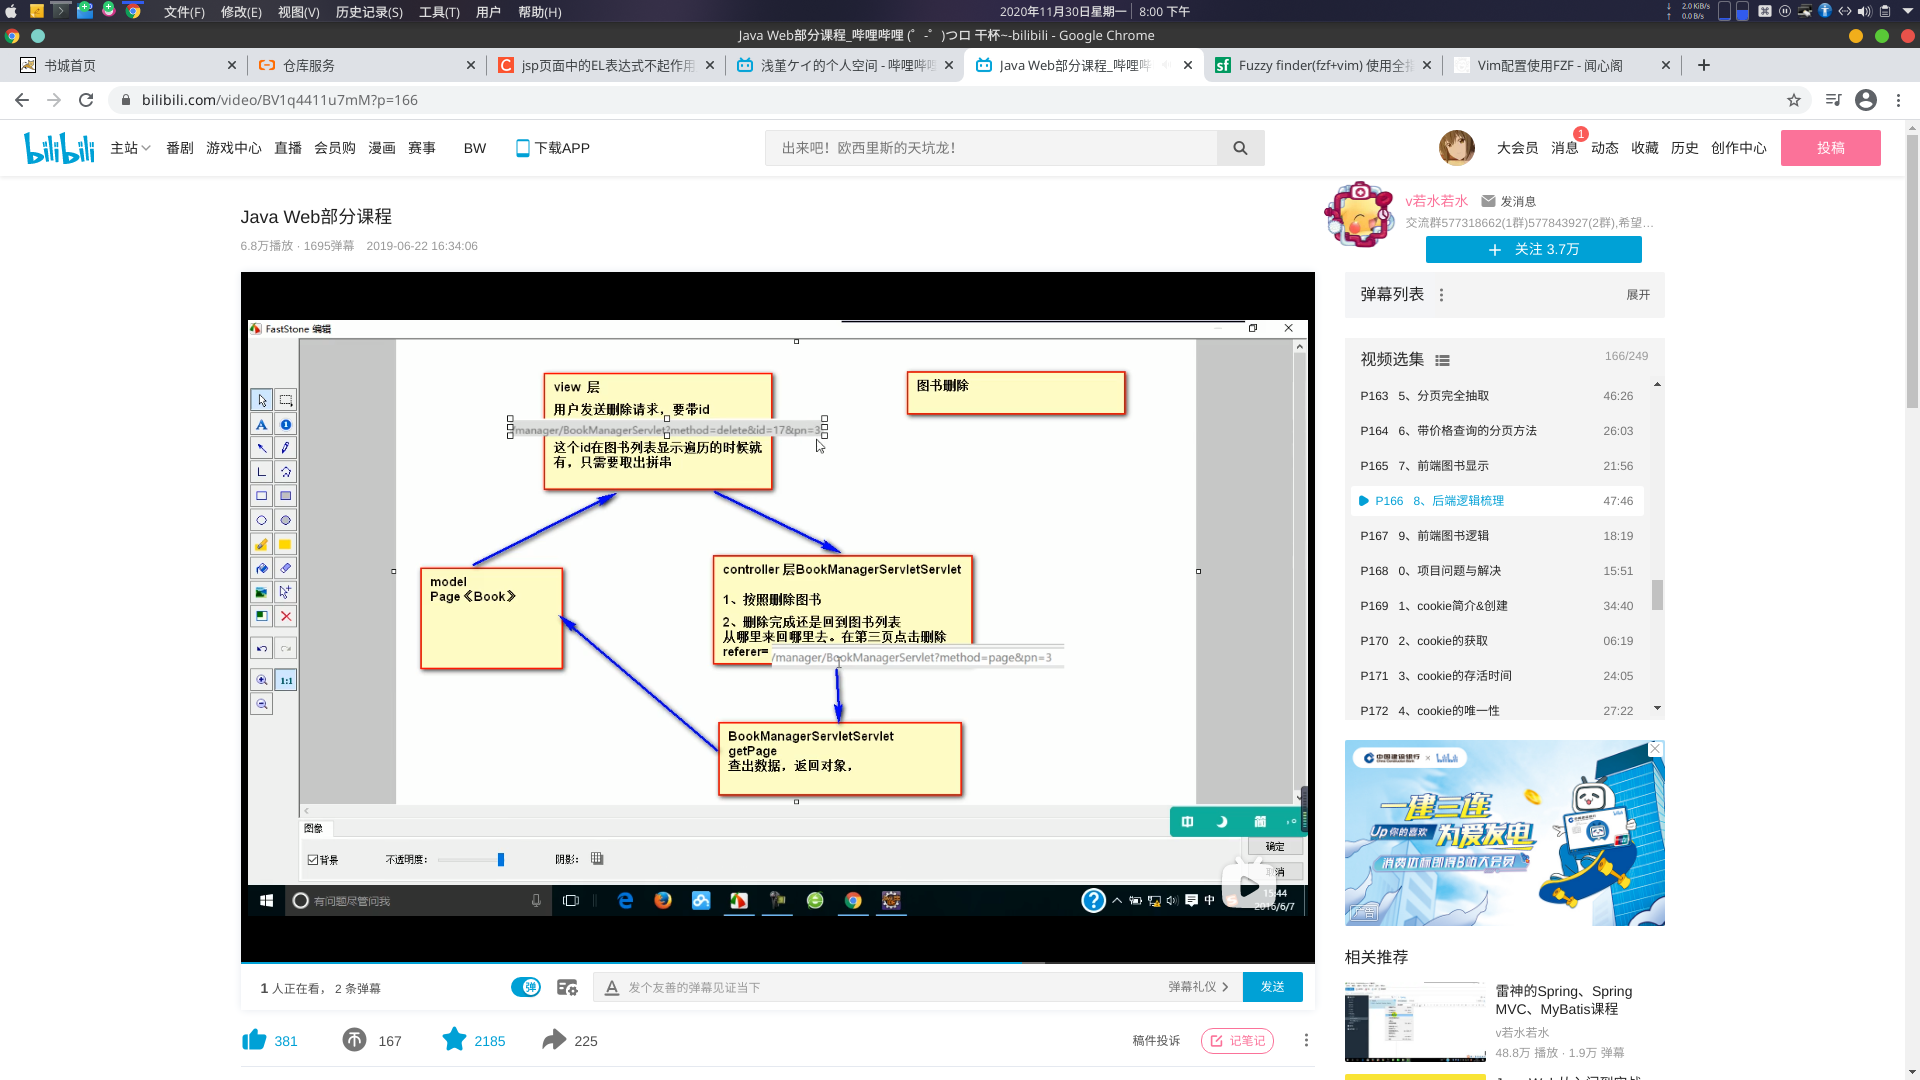 文件(F) 修改(E) 视图(V) 历史记录(S) 工具(T) 用户 帮助(H)
2020年11月30日星期一 8:00 下午
2.0 KiB/s
0.0 B/s
Java Web部分课程_哔哩哔哩 (゜-゜)つロ 干杯~-bilibili - Google Chrome
书城首页
仓库服务
jsp页面中的EL表达式不起作用
浅堇ケイ的个人空间 - 哔哩哔哩
Java Web部分课程_哔哩哔
Fuzzy finder(fzf+vim) 使用全指
Vim配置使用FZF - 闻心阁
bilibili.com/video/BV1q4411u7mM?p=166
bilibili
主站 番剧 游戏中心 直播 会员购 漫画 赛事 BW 下载APP
出来吧！欧西里斯的天坑龙！
大会员 消息 1 动态 收藏 历史 创作中心 投稿
Java Web部分课程
6.8万播放 · 1695弹幕 2019-06-22 16:34:06
v若水若水 发消息
交流群577318662(1群)577843927(2群),希望...
+ 关注 3.7万
FastStone 编辑
view 层
用户发送删除请求，要带id
/manager/BookManagerServlet?method=delete&id=17&pn=3
这个id在图书列表显示遍历的时候就
有，只需要取出拼串
图书删除
model
Page《Book》
controller 层BookManagerServletServlet
1、按照删除图书
2、删除完成还是回到图书列表
从哪里来回哪里去。在第三页点击删除
referer=
/manager/BookManagerServlet?method=page&pn=3
BookManagerServletServlet
getPage
查出数据，返回对象，
1:1
图像
背景 不透明度: 阴影:
确定
有问题尽管问我
中
15:44
2016/6/7
1 人正在看， 2 条弹幕
弹
发个友善的弹幕见证当下
弹幕礼仪
发送
381 167 2185 225
稿件投诉 记笔记
弹幕列表 展开
视频选集 166/249
P163 5、分页完全抽取 46:26
P164 6、带价格查询的分页方法 26:03
P165 7、前端图书显示 21:56
P166 8、后端逻辑梳理 47:46
P167 9、前端图书逻辑 18:19
P168 0、项目问题与解决 15:51
P169 1、cookie简介&创建 34:40
P170 2、cookie的获取 06:19
P171 3、cookie的存活时间 24:05
P172 4、cookie的唯一性 27:22
中国建设银行 × bilibili
一建三连
Up你的喜欢 为爱发电
消费达标即得B站大会员
广告
相关推荐
雷神的Spring、Spring
MVC、MyBatis课程
v若水若水
48.8万 播放 · 1.9万 弹幕